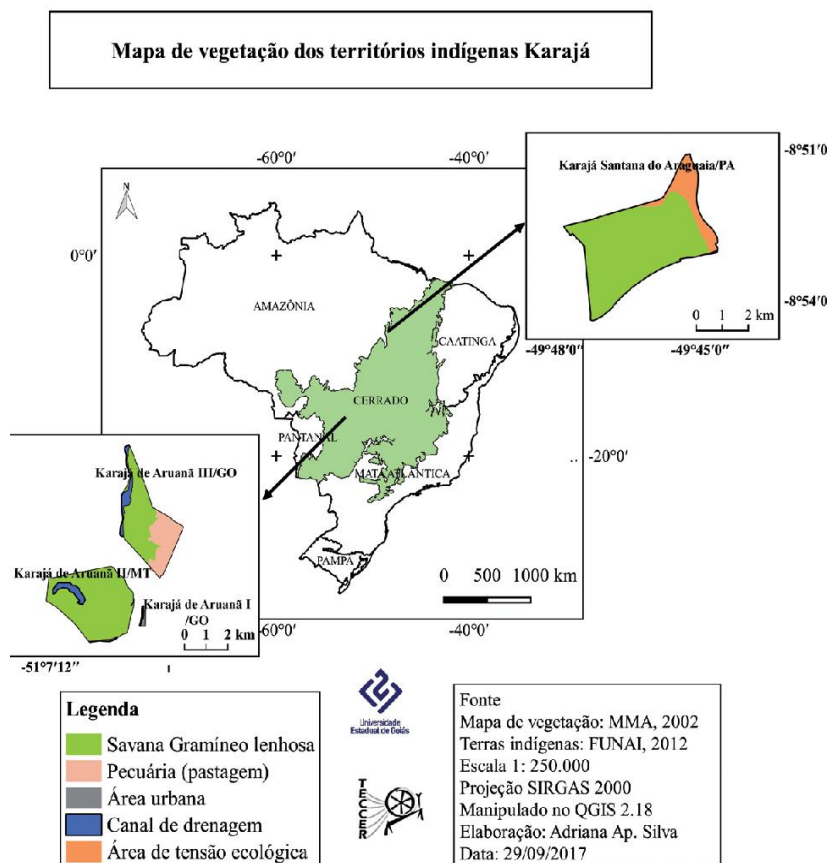 Mapa de vegetação dos territórios indígenas Karajá
-60°0'
-40°0'
-8°51'0
Karajá Santana do Araguaia/PA
N
0°0'
AMAZÔNIA
-8°54'0
0 1 2 km
CAATINGA
-49°48'0"
-49°45'0"
CERRADO
PANTANAL
-20°0'
Karajá de Aruanã III/GO
MATA ATLÂNTICA
PAMPA
Karajá de Aruanã II/MT
0 500 1000 km
Karajá de Aruanã I
/GO
0 1 2 km
-60°0'
-40°0'
-51°7'12"
Legenda
Savana Gramíneo lenhosa
Pecuária (pastagem)
Área urbana
Canal de drenagem
Área de tensão ecológica
Universidade
Estadual de Goiás
TECCER
Fonte
Mapa de vegetação: MMA, 2002
Terras indígenas: FUNAI, 2012
Escala 1: 250.000
Projeção SIRGAS 2000
Manipulado no QGIS 2.18
Elaboração: Adriana Ap. Silva
Data: 29/09/2017